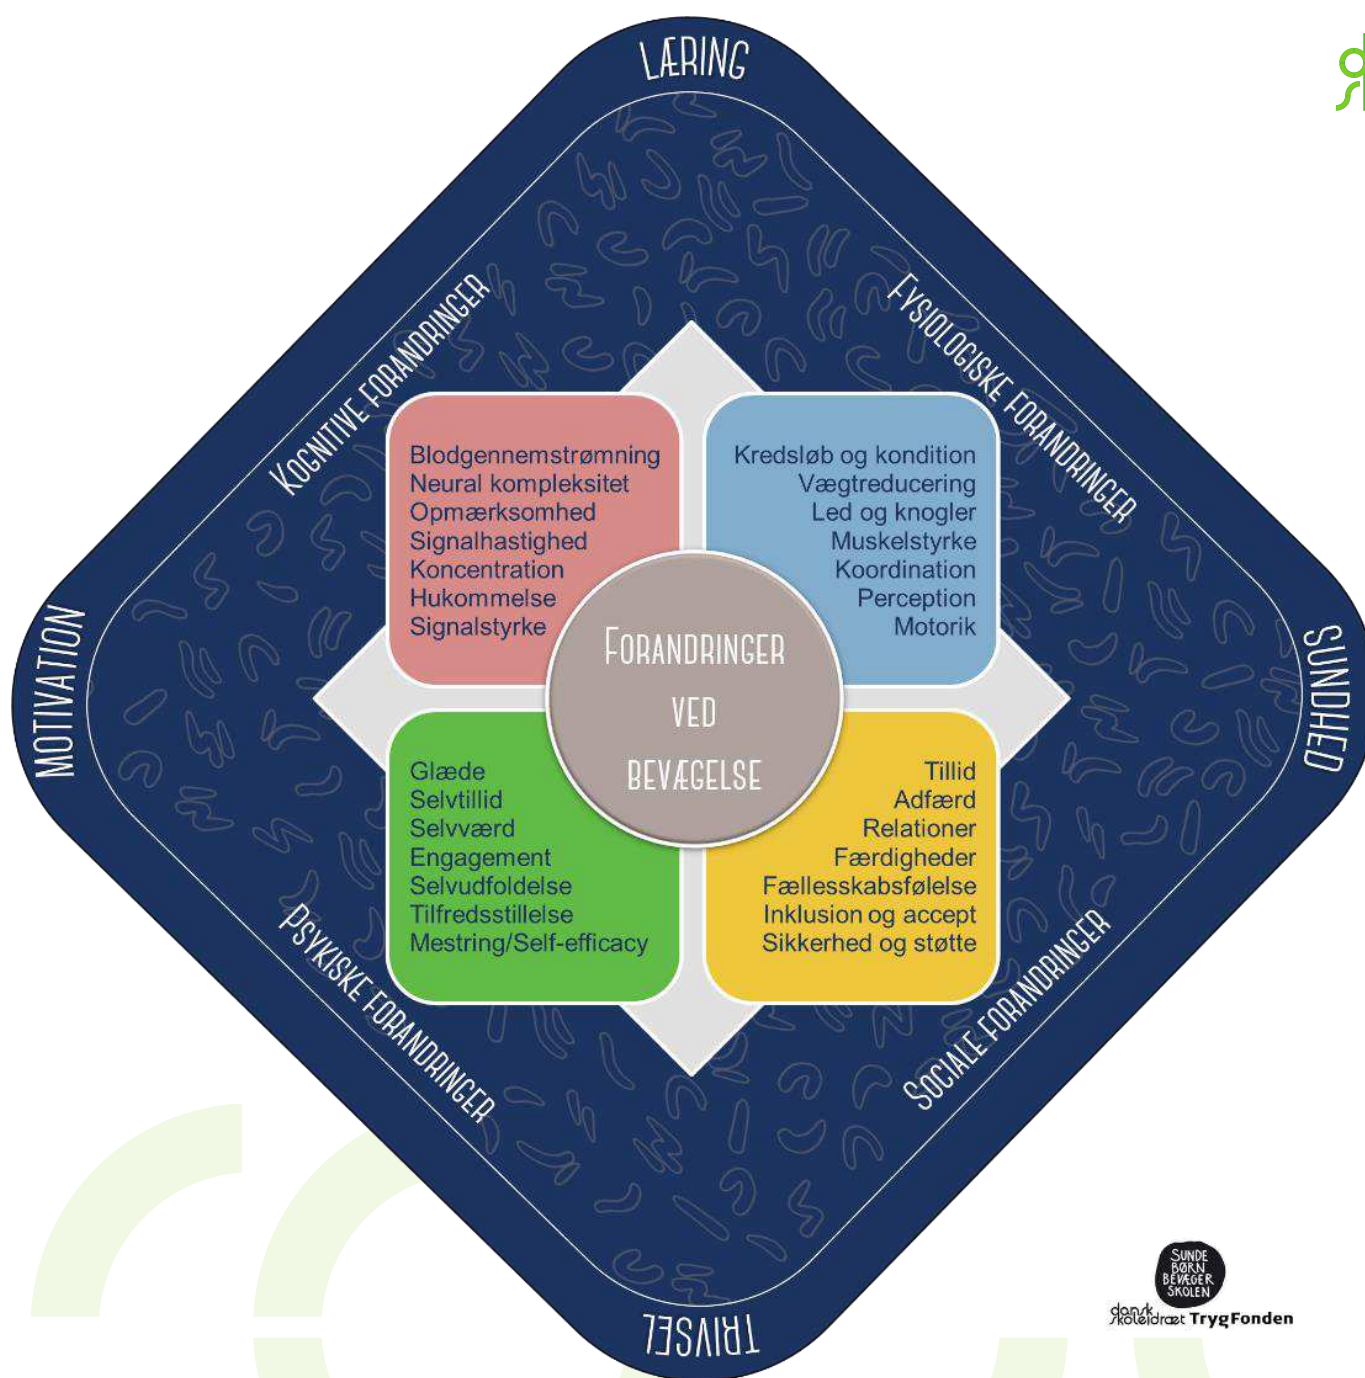 LÆRING
KOGNITIVE FORANDRINGER
FYSIOLOGISKE FORANDRINGER
Blodgennemstrømning
Neural kompleksitet
Opmærksomhed
Signalhastighed
Koncentration
Hukommelse
Signalstyrke
Kredsløb og kondition
Vægtreducering
Led og knogler
Muskelstyrke
Koordination
Perception
Motorik
MOTIVATION
FORANDRINGER
VED
BEVÆGELSE
SUNDHED
Glæde
Selvtillid
Selvværd
Engagement
Selvudfoldelse
Tilfredsstillelse
Mestring/Self-efficacy
Tillid
Adfærd
Relationer
Færdigheder
Fællesskabsfølelse
Inklusion og accept
Sikkerhed og støtte
PSYKISKE FORANDRINGER
SOCIALE FORANDRINGER
TRIVSEL
SUNDE
BØRN
BEVÆGER
SKOLEN
dansk
skoleidræt TrygFonden